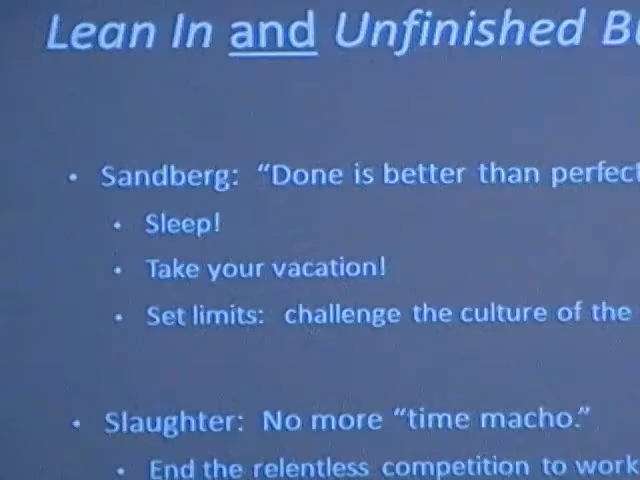 Lean In and Unfinished
• Sandberg: “Done is better than perfect
• Sleep!
• Take your vacation!
• Set limits: challenge the culture of the
• Slaughter: No more “time macho.”
• End the relentless competition to work